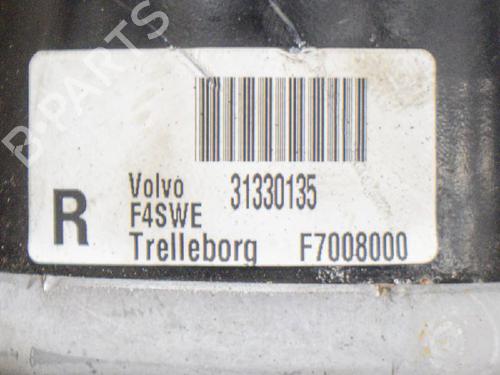 B-PARTS
R
Volvo 31330135
F4SWE
Trelleborg F7008000